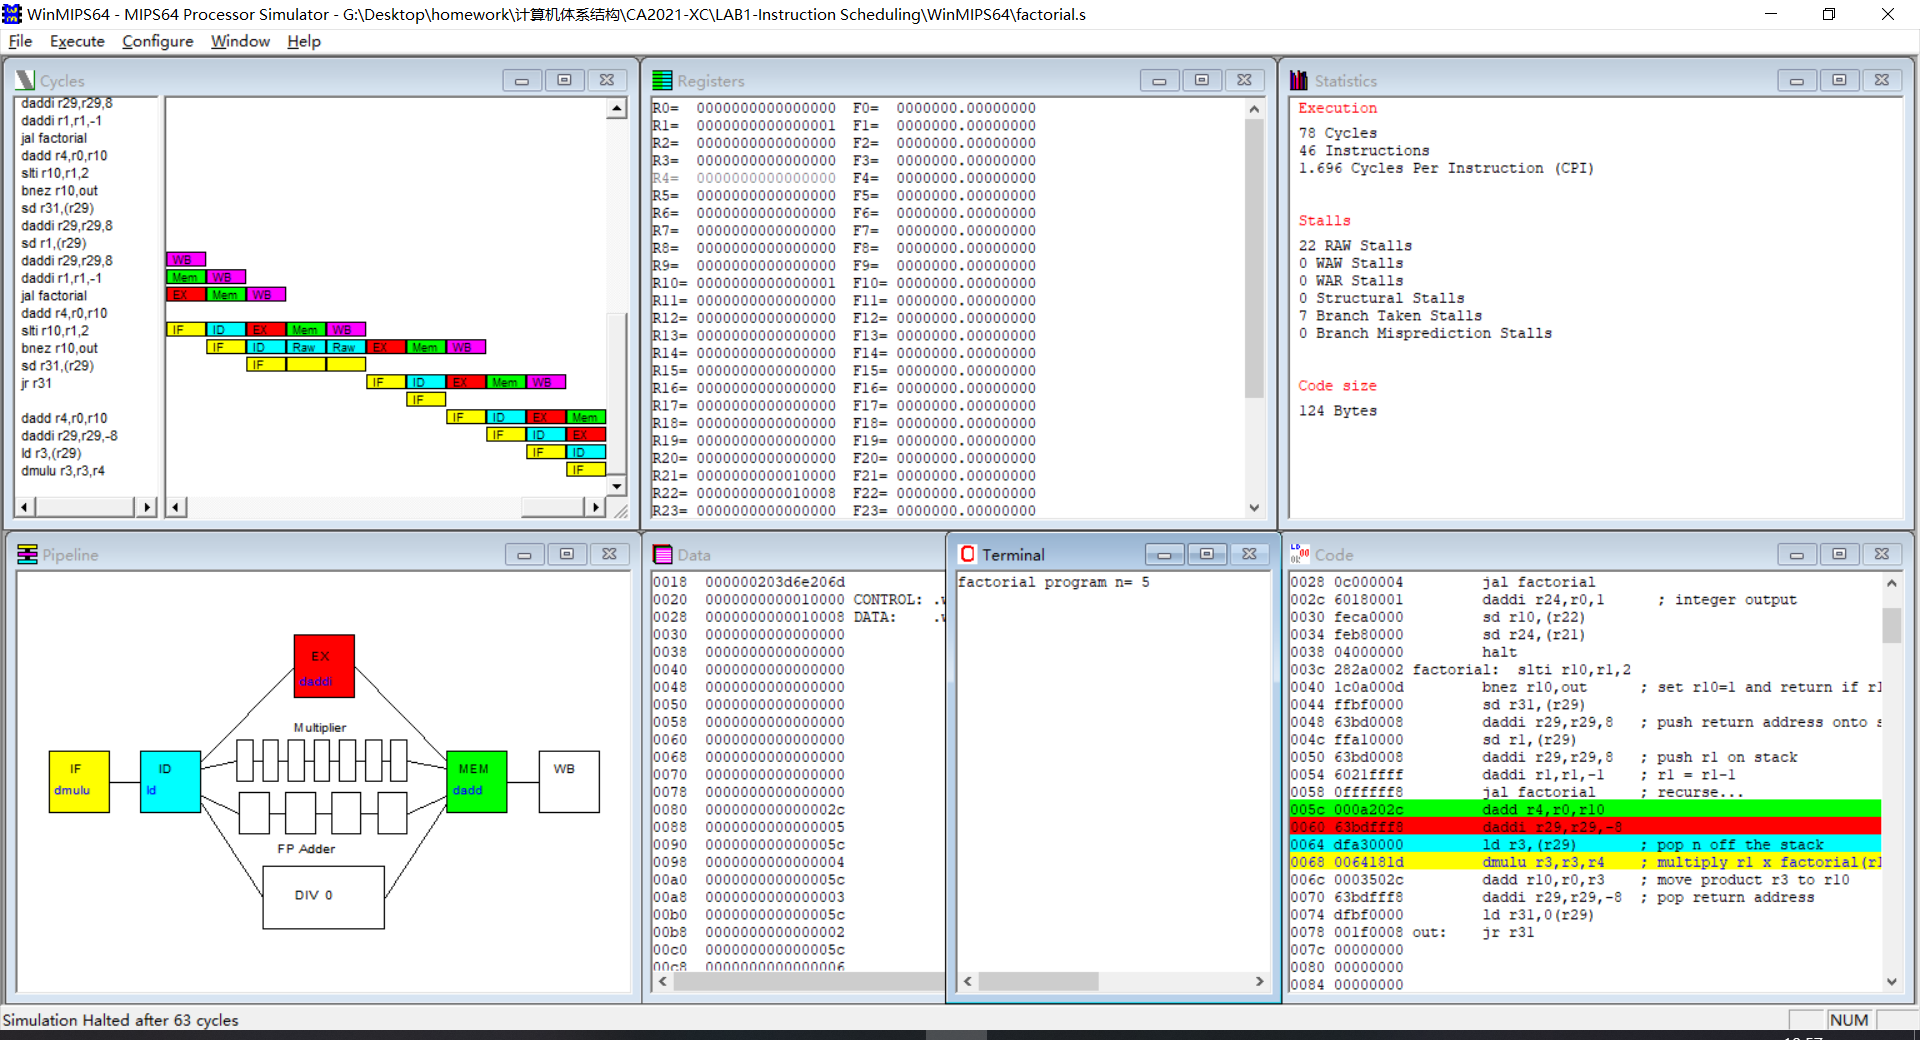 WinMIPS64 - MIPS64 Processor Simulator - G:\Desktop\homework\计算机体系结构\CA2021-XC\LAB1-Instruction Scheduling\WinMIPS64\factorial.s
File Execute Configure Window Help
Cycles
daddi r29,r29,8
daddi r1,r1,-1
jal factorial
dadd r4,r0,r10
slti r10,r1,2
bnez r10,out
sd r31,(r29)
daddi r29,r29,8
sd r1,(r29)
daddi r29,r29,8
daddi r1,r1,-1
jal factorial
dadd r4,r0,r10
slti r10,r1,2
bnez r10,out
sd r31,(r29)
jr r31
dadd r4,r0,r10
daddi r29,r29,-8
ld r3,(r29)
dmulu r3,r3,r4
WB
Mem WB
EX Mem WB
IF ID EX Mem WB
IF ID Raw Raw EX Mem WB
IF
IF ID EX Mem WB
IF
IF ID EX Mem
IF ID EX
IF ID
IF
Registers
R0= 0000000000000000 F0= 0000000.00000000
R1= 0000000000000001 F1= 0000000.00000000
R2= 0000000000000000 F2= 0000000.00000000
R3= 0000000000000000 F3= 0000000.00000000
R4= 0000000000000000 F4= 0000000.00000000
R5= 0000000000000000 F5= 0000000.00000000
R6= 0000000000000000 F6= 0000000.00000000
R7= 0000000000000000 F7= 0000000.00000000
R8= 0000000000000000 F8= 0000000.00000000
R9= 0000000000000000 F9= 0000000.00000000
R10= 0000000000000001 F10= 0000000.00000000
R11= 0000000000000000 F11= 0000000.00000000
R12= 0000000000000000 F12= 0000000.00000000
R13= 0000000000000000 F13= 0000000.00000000
R14= 0000000000000000 F14= 0000000.00000000
R15= 0000000000000000 F15= 0000000.00000000
R16= 0000000000000000 F16= 0000000.00000000
R17= 0000000000000000 F17= 0000000.00000000
R18= 0000000000000000 F18= 0000000.00000000
R19= 0000000000000000 F19= 0000000.00000000
R20= 0000000000000000 F20= 0000000.00000000
R21= 0000000000010000 F21= 0000000.00000000
R22= 0000000000010008 F22= 0000000.00000000
R23= 0000000000000000 F23= 0000000.00000000
Statistics
Execution
78 Cycles
46 Instructions
1.696 Cycles Per Instruction (CPI)
Stalls
22 RAW Stalls
0 WAW Stalls
0 WAR Stalls
0 Structural Stalls
7 Branch Taken Stalls
0 Branch Misprediction Stalls
Code size
124 Bytes
Pipeline
EX
daddi
Multiplier
IF
dmulu
ID
ld
MEM
dadd
WB
FP Adder
DIV 0
Data
0018 000000203d6e206d
0020 0000000000010000 CONTROL: .w
0028 0000000000010008 DATA: .w
0030 0000000000000000
0038 0000000000000000
0040 0000000000000000
0048 0000000000000000
0050 0000000000000000
0058 0000000000000000
0060 0000000000000000
0068 0000000000000000
0070 0000000000000000
0078 0000000000000000
0080 000000000000002c
0088 0000000000000005
0090 000000000000005c
0098 0000000000000004
00a0 000000000000005c
00a8 0000000000000003
00b0 000000000000005c
00b8 0000000000000002
00c0 000000000000005c
00c8 0000000000000006
Terminal
factorial program n= 5
Code
0028 0c000004 jal factorial
002c 60180001 daddi r24,r0,1 ; integer output
0030 feca0000 sd r10,(r22)
0034 feb80000 sd r24,(r21)
0038 04000000 halt
003c 282a0002 factorial: slti r10,r1,2
0040 1c0a000d bnez r10,out ; set r10=1 and return if r1
0044 ffbf0000 sd r31,(r29)
0048 63bd0008 daddi r29,r29,8 ; push return address onto s
004c ffa10000 sd r1,(r29)
0050 63bd0008 daddi r29,r29,8 ; push r1 on stack
0054 6021ffff daddi r1,r1,-1 ; r1 = r1-1
0058 0ffffff8 jal factorial ; recurse...
005c 000a202c dadd r4,r0,r10
0060 63bdfff8 daddi r29,r29,-8
0064 dfa30000 ld r3,(r29) ; pop n off the stack
0068 0064181d dmulu r3,r3,r4 ; multiply r1 x factorial(r1
006c 0003502c dadd r10,r0,r3 ; move product r3 to r10
0070 63bdfff8 daddi r29,r29,-8 ; pop return address
0074 dfbf0000 ld r31,0(r29)
0078 001f0008 out: jr r31
007c 00000000
0080 00000000
0084 00000000
Simulation Halted after 63 cycles
NUM